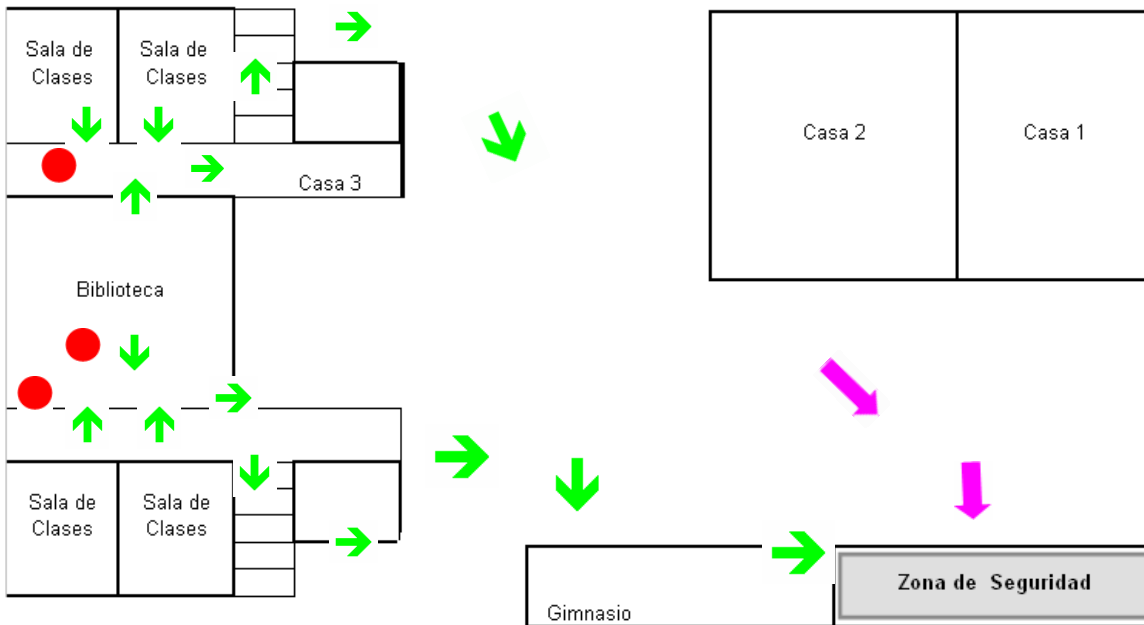 Sala de
Clases
Sala de
Clases
Casa 2
Casa 1
Casa 3
Biblioteca
Sala de
Clases
Sala de
Clases
Zona de Seguridad
Gimnasio